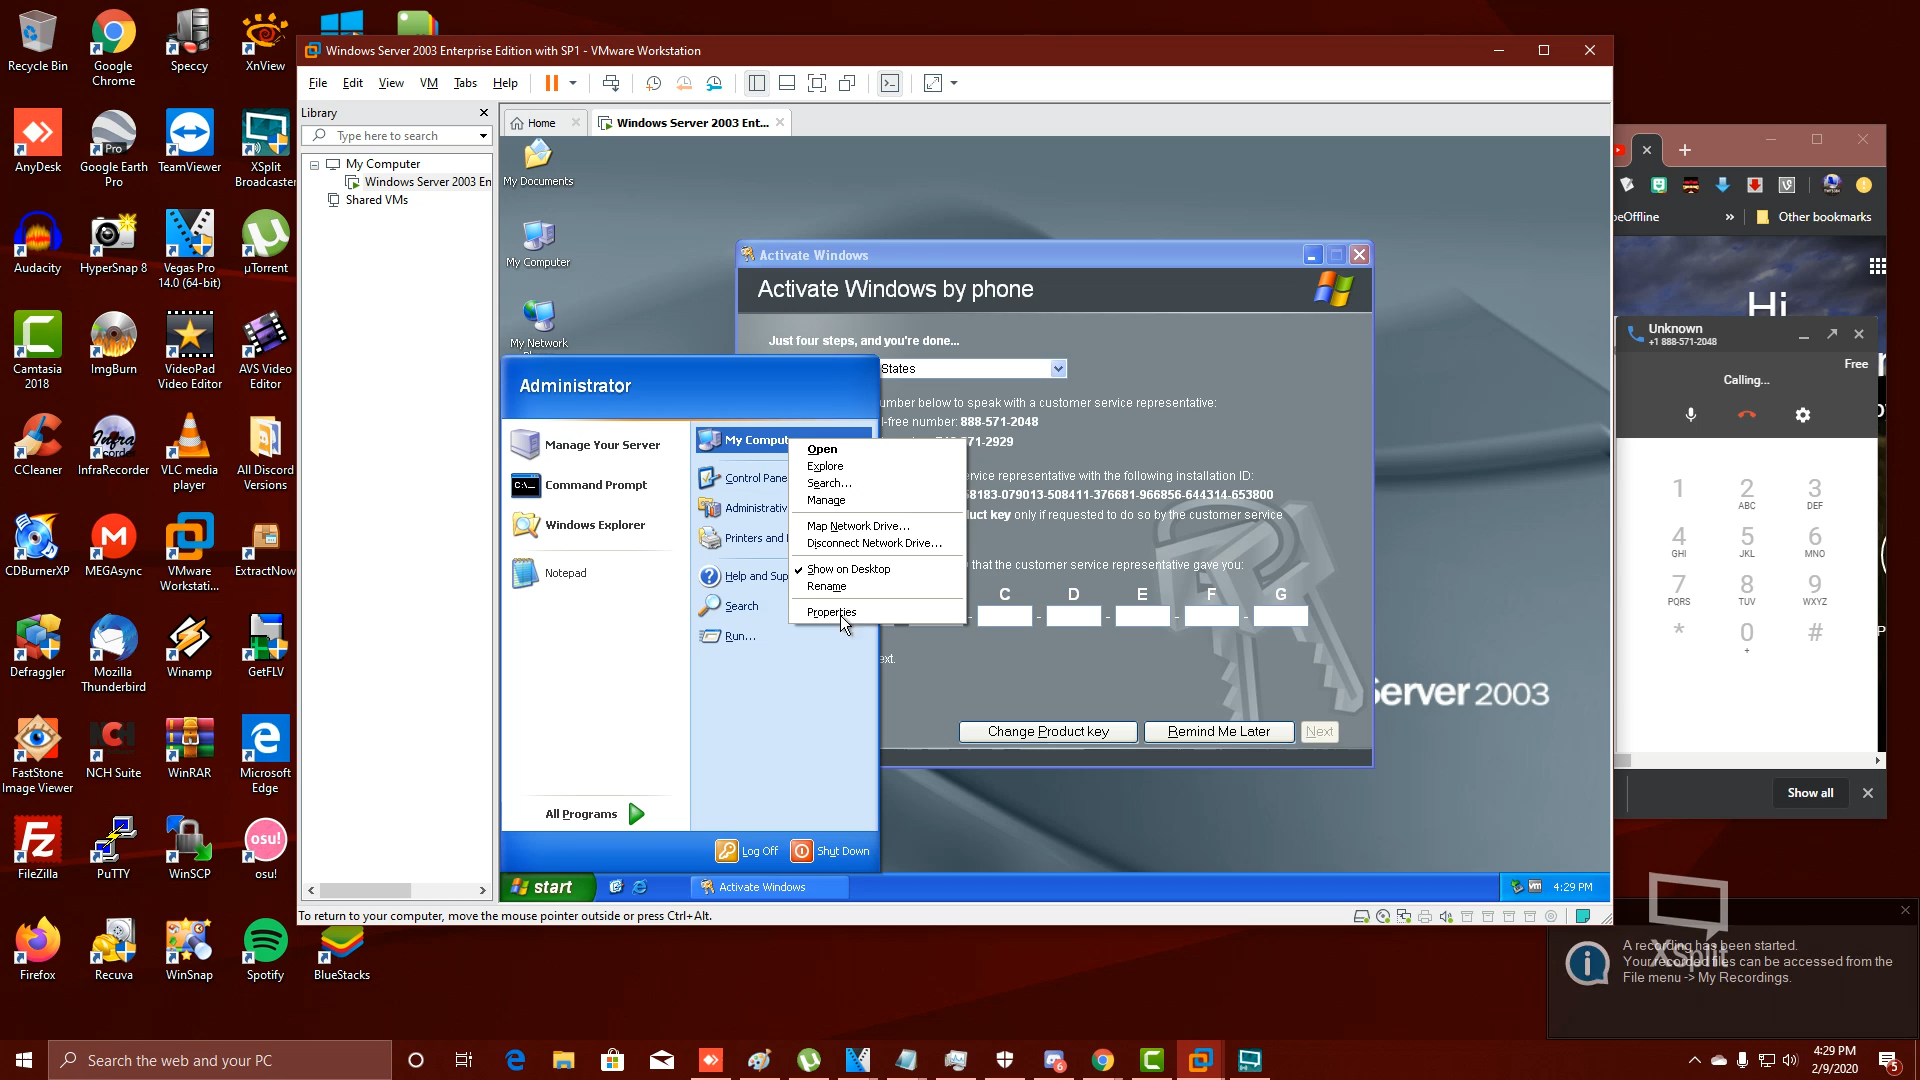 Recycle Bin
Google Chrome
Speccy
XnView
AnyDesk
Google Earth Pro
TeamViewer
XSplit Broadcaster
Audacity
HyperSnap 8
Vegas Pro 14.0 (64-bit)
µTorrent
Camtasia 2018
ImgBurn
VideoPad Video Editor
AVS Video Editor
CCleaner
InfraRecorder
VLC media player
All Discord Versions
CDBurnerXP
MEGAsync
VMware Workstati...
ExtractNow
Defraggler
Mozilla Thunderbird
Winamp
GetFLV
FastStone Image Viewer
NCH Suite
WinRAR
Microsoft Edge
FileZilla
PuTTY
WinSCP
osu!
Firefox
Recuva
WinSnap
Spotify
BlueStacks
Windows Server 2003 Enterprise Edition with SP1 - VMware Workstation
File Edit View VM Tabs Help
Library
Type here to search
My Computer
Windows Server 2003 En
Shared VMs
Home
Windows Server 2003 Ent...
My Documents
My Computer
My Network
Activate Windows
Activate Windows by phone
Just four steps, and you're done...
States
umber below to speak with a customer service representative:
l-free number: 888-571-2048
71-2929
rvice representative with the following installation ID:
58183-079013-508411-376681-966856-644314-653800
uct key only if requested to do so by the customer service
that the customer service representative gave you:
C D E F G
ext.
Change Product key
Remind Me Later
Next
Server 2003
Administrator
Manage Your Server
Command Prompt
Windows Explorer
Notepad
All Programs
My Comput
Control Pane
Administrativ
Printers and
Help and Sup
Search
Run...
Open
Explore
Search...
Manage
Map Network Drive...
Disconnect Network Drive...
Show on Desktop
Rename
Properties
Log Off
Shut Down
start
Activate Windows
4:29 PM
To return to your computer, move the mouse pointer outside or press Ctrl+Alt.
beOffline
»
Other bookmarks
Hi
Unknown
+1 888-571-2048
Free
Calling...
1 2 3
ABC DEF
4 5 6
GHI JKL MNO
7 8 9
PQRS TUV WXYZ
* 0 #
+
Show all
XSplit
A recording has been started.
Your recorded files can be accessed from the
File menu -> My Recordings.
Search the web and your PC
4:29 PM
2/9/2020